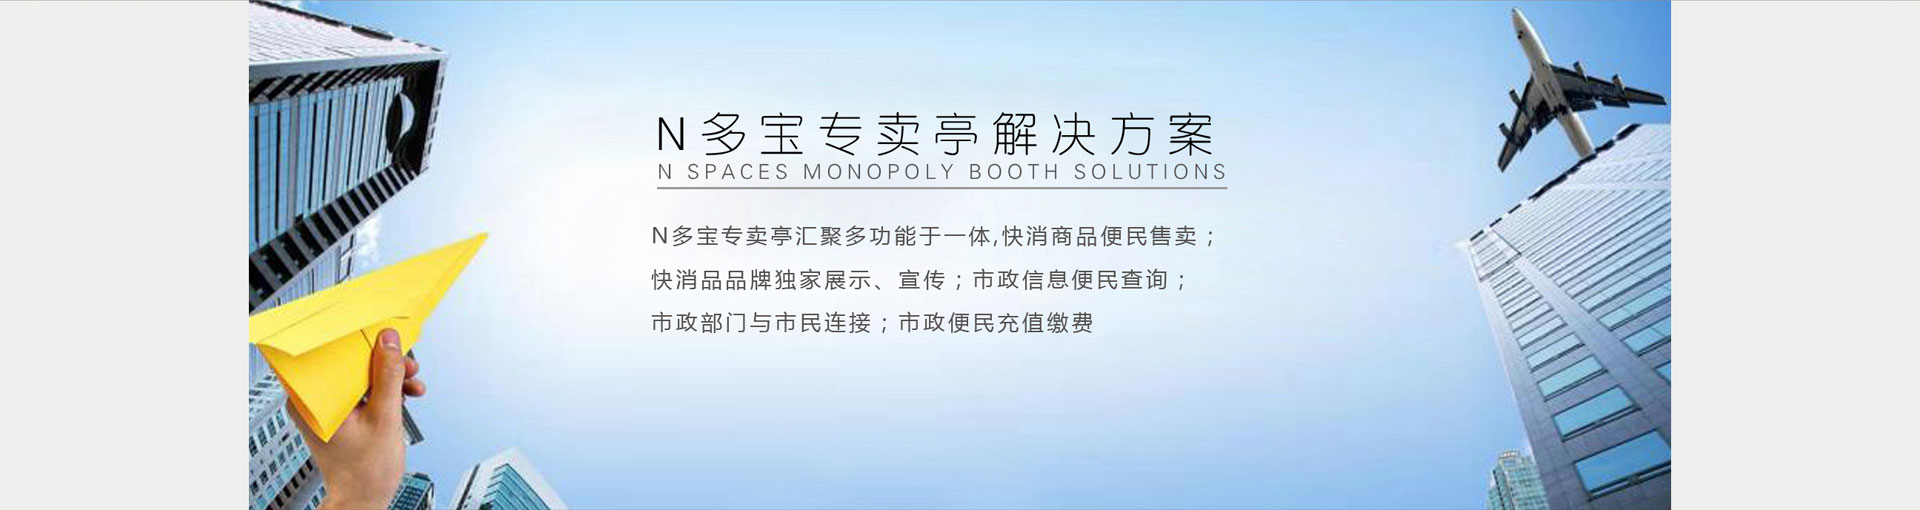 N多宝专卖亭解决方案
N SPACES MONOPOLY BOOTH SOLUTIONS
N多宝专卖亭汇聚多功能于一体,快消商品便民售卖；
快消品品牌独家展示、宣传；市政信息便民查询；
市政部门与市民连接；市政便民充值缴费